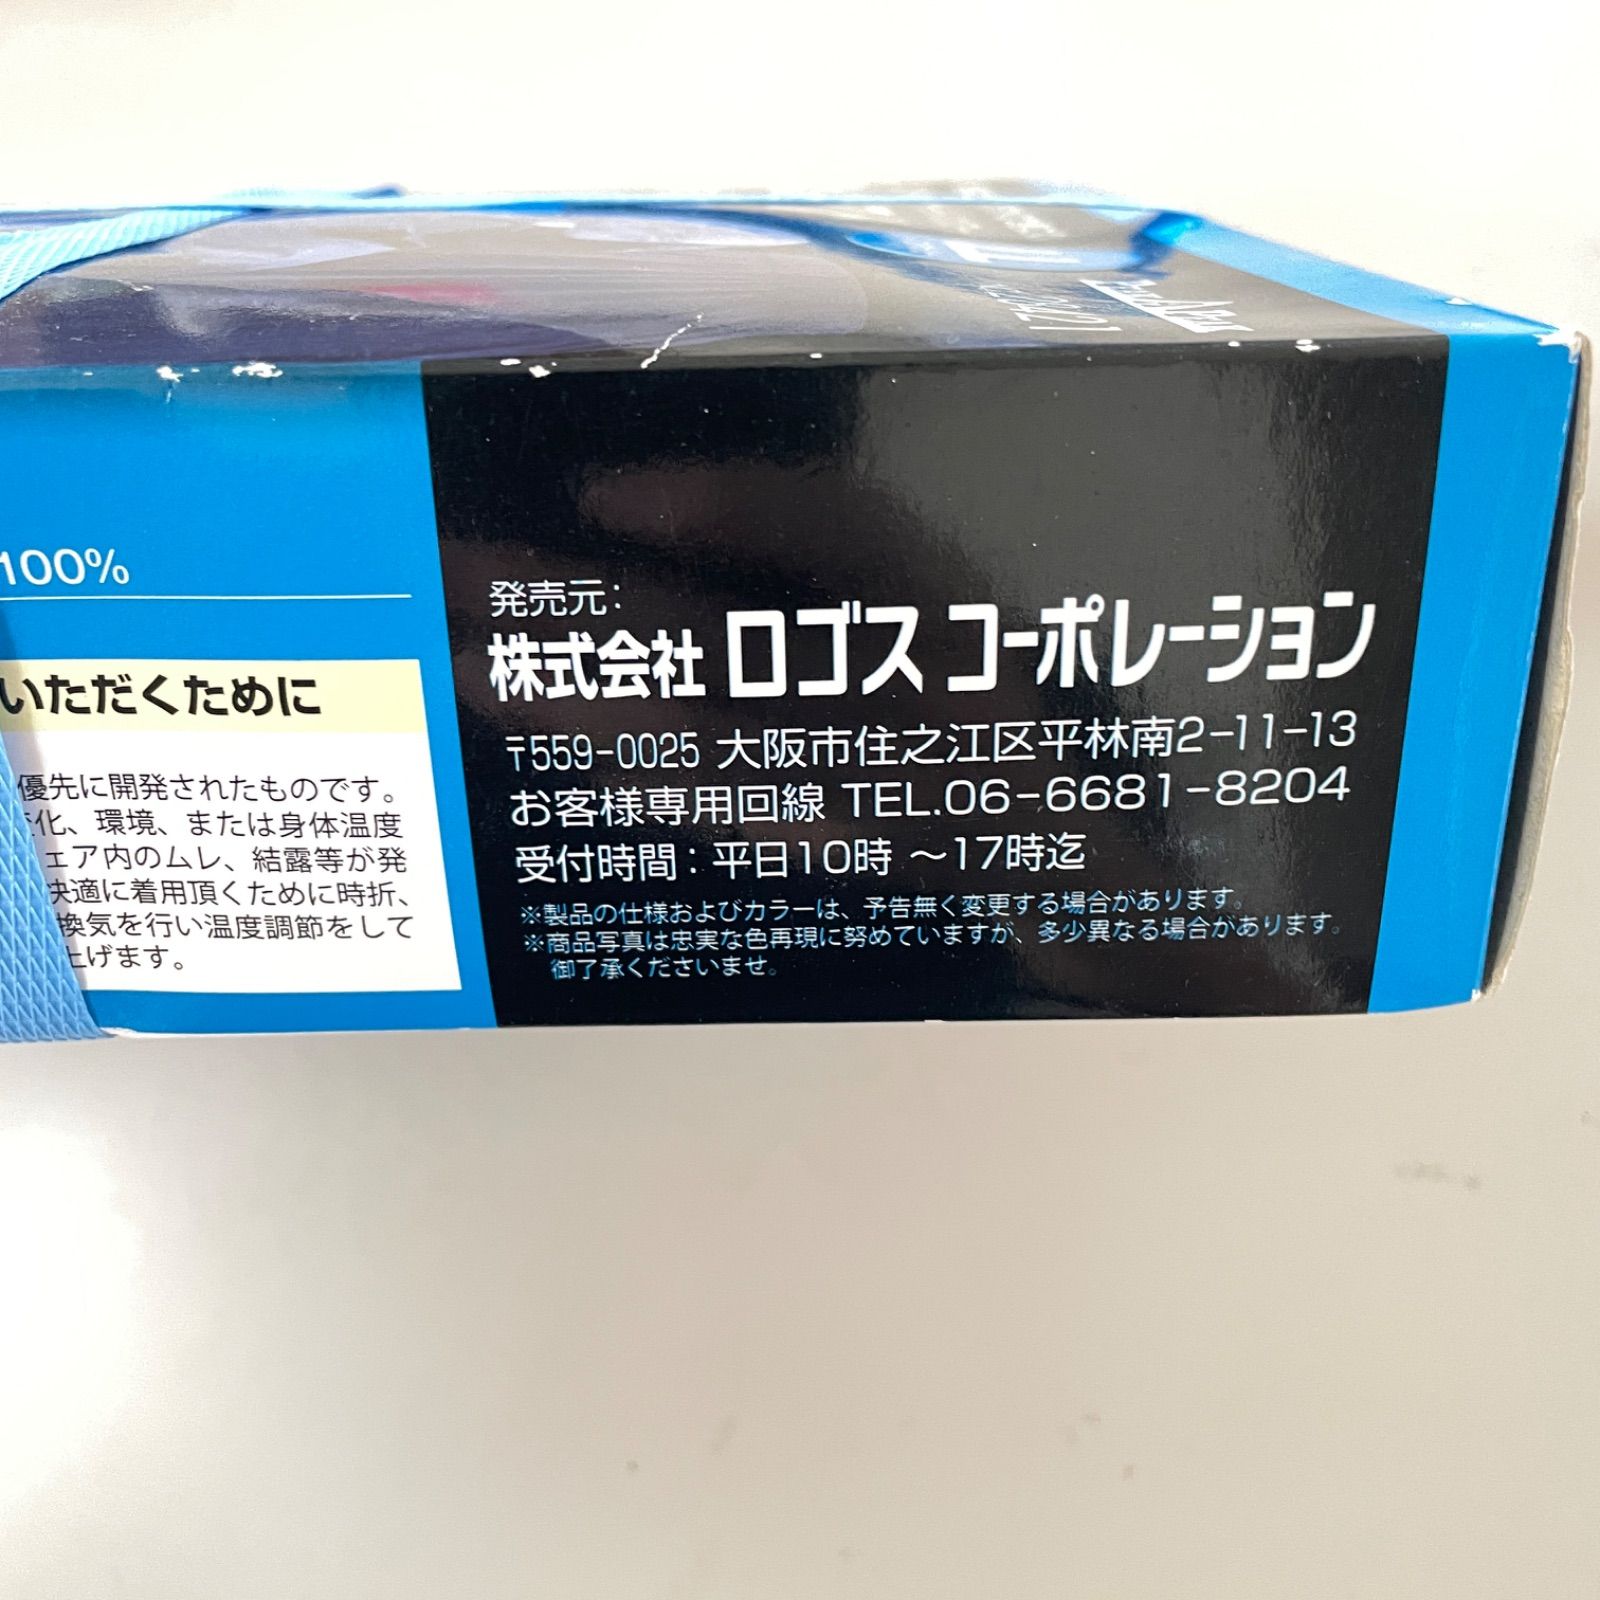 100%
いただくために
優先に開発されたものです。
化、環境、または身体温度
ェア内のムレ、結露等が発
快適に着用頂くために時折、
換気を行い温度調節をして
上げます。
発売元:
株式会社 ロゴス コーポレーション
〒559-0025 大阪市住之江区平林南2-11-13
お客様専用回線 TEL.06-6681-8204
受付時間：平日10時 ～17時迄
※製品の仕様およびカラーは、予告無く変更する場合があります。
※商品写真は忠実な色再現に努めていますが、多少異なる場合があります。
御了承くださいませ。